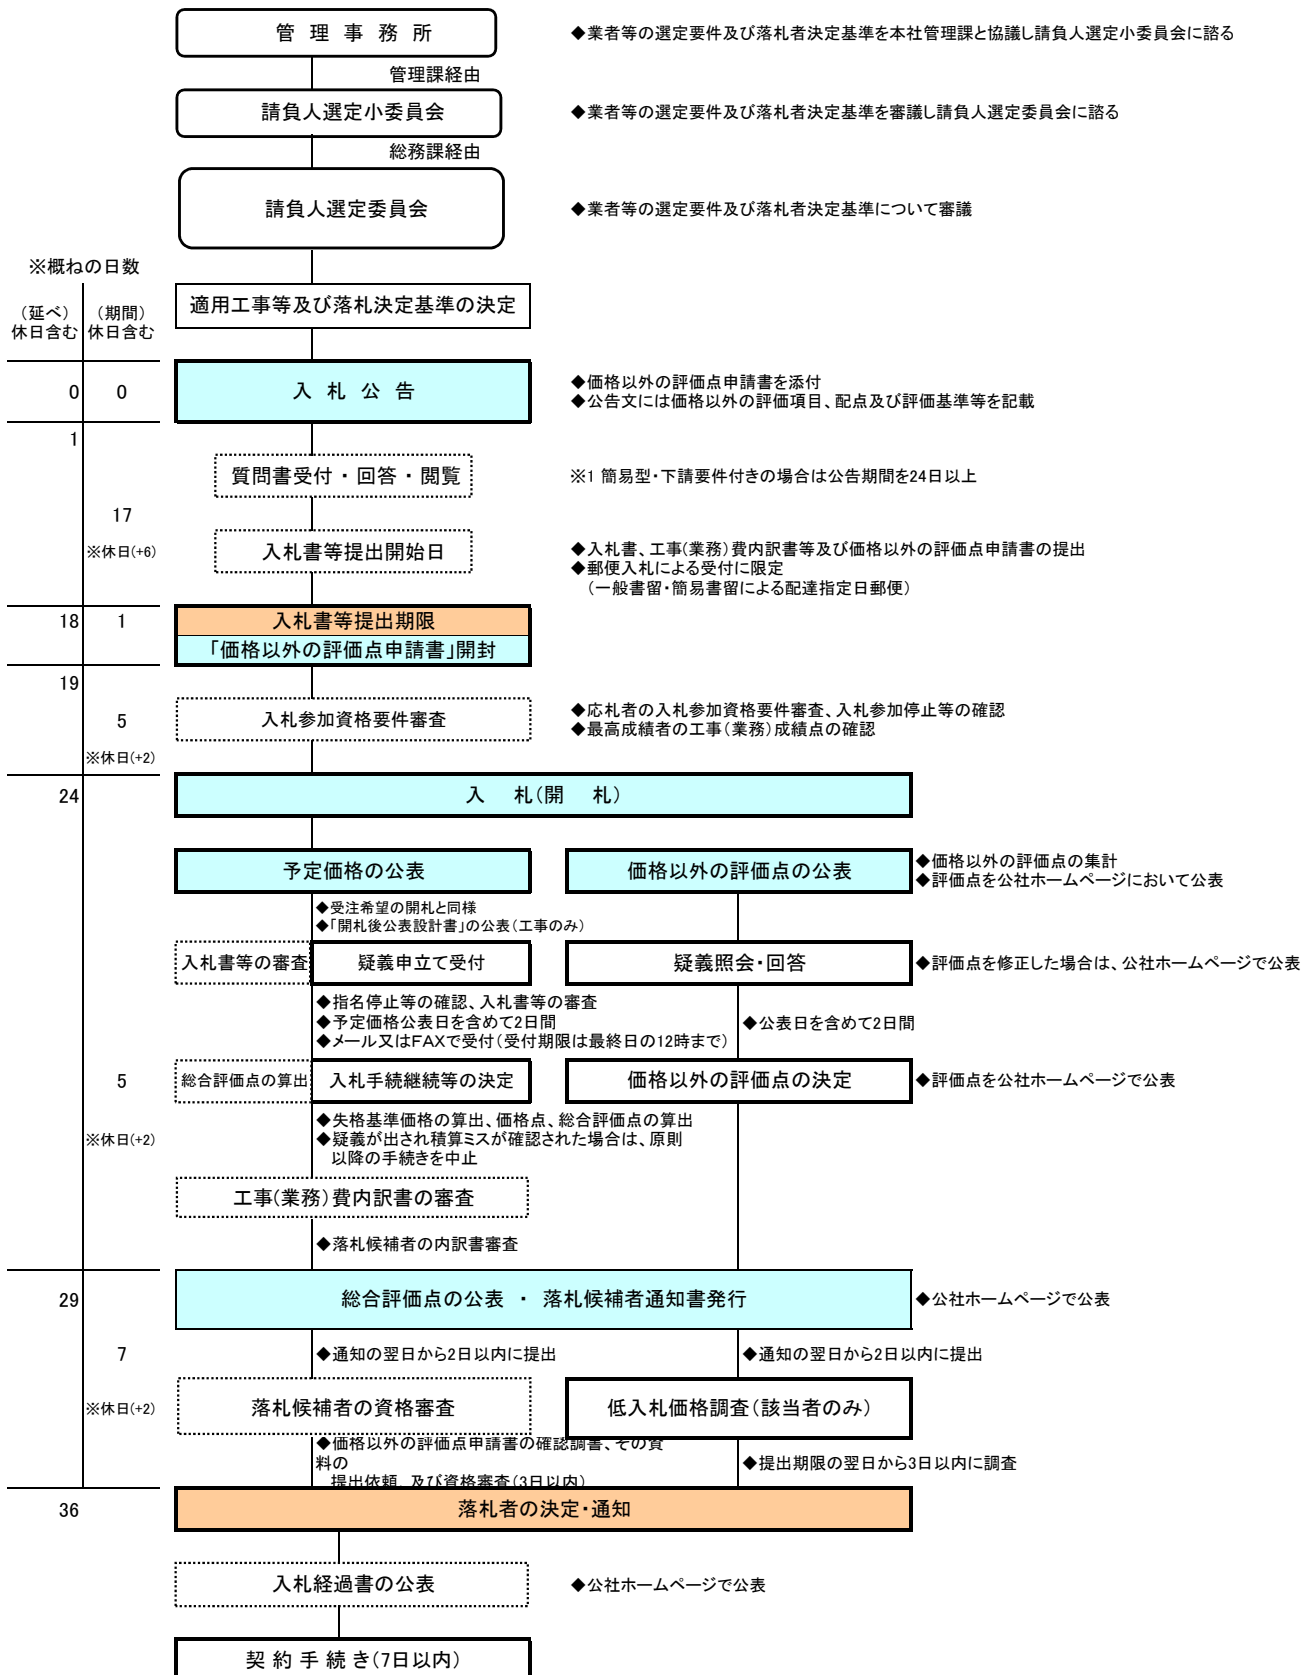 管 理 事 務 所
◆業者等の選定要件及び落札者決定基準を本社管理課と協議し請負人選定小委員会に諮る
管理課経由
請負人選定小委員会
◆業者等の選定要件及び落札者決定基準を審議し請負人選定委員会に諮る
総務課経由
請負人選定委員会
◆業者等の選定要件及び落札者決定基準について審議
※概ねの日数
（延べ）
休日含む
（期間）
休日含む
適用工事等及び落札決定基準の決定
0
0
入 札 公 告
◆価格以外の評価点申請書を添付
◆公告文には価格以外の評価項目、配点及び評価基準等を記載
1
質問書受付 ・ 回答 ・ 閲覧
※1 簡易型・下請要件付きの場合は公告期間を24日以上
17
※休日(+6)
入札書等提出開始日
◆入札書、工事(業務)費内訳書等及び価格以外の評価点申請書の提出
◆郵便入札による受付に限定
（一般書留・簡易書留による配達指定日郵便）
18
1
入札書等提出期限
「価格以外の評価点申請書」開封
19
5
※休日(+2)
入札参加資格要件審査
◆応札者の入札参加資格要件審査、入札参加停止等の確認
◆最高成績者の工事（業務）成績点の確認
24
入 札（開 札）
予定価格の公表
価格以外の評価点の公表
◆価格以外の評価点の集計
◆評価点を公社ホームページにおいて公表
◆受注希望の開札と同様
◆「開札後公表設計書」の公表（工事のみ）
入札書等の審査
疑義申立て受付
疑義照会・回答
◆評価点を修正した場合は、公社ホームページで公表
◆指名停止等の確認、入札書等の審査
◆予定価格公表日を含めて2日間
◆メール又はFAXで受付（受付期限は最終日の12時まで）
◆公表日を含めて2日間
5
※休日(+2)
総合評価点の算出
入札手続継続等の決定
価格以外の評価点の決定
◆評価点を公社ホームページで公表
◆失格基準価格の算出、価格点、総合評価点の算出
◆疑義が出され積算ミスが確認された場合は、原則
以降の手続きを中止
工事(業務)費内訳書の審査
◆落札候補者の内訳書審査
29
総合評価点の公表 ・ 落札候補者通知書発行
◆公社ホームページで公表
7
※休日(+2)
◆通知の翌日から2日以内に提出
◆通知の翌日から2日以内に提出
落札候補者の資格審査
低入札価格調査（該当者のみ）
◆価格以外の評価点申請書の確認調書、その資
料の
提出依頼、及び資格審査（3日以内）
◆提出期限の翌日から3日以内に調査
36
落札者の決定・通知
入札経過書の公表
◆公社ホームページで公表
契 約 手 続 き（7日以内）